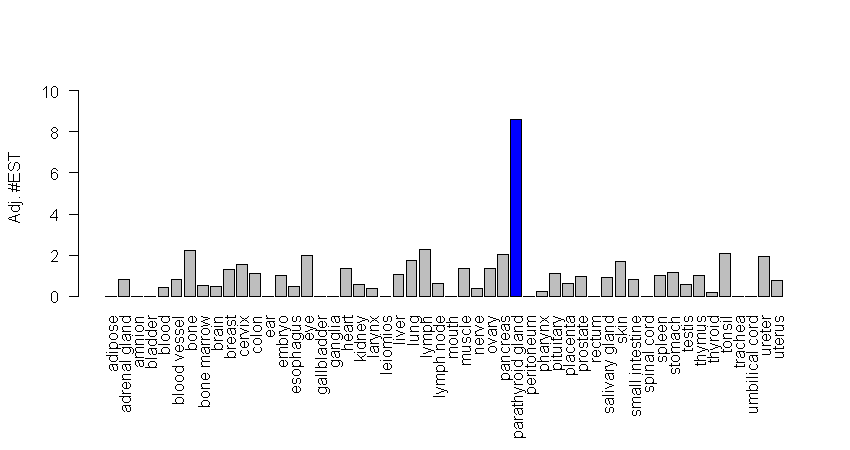 10
8
6
4
2
0
Adj. #EST
adipose
adrenal gland
amnion
bladder
blood
blood vessel
bone
bone marrow
brain
breast
cervix
colon
ear
embryo
esophagus
eye
gallbladder
ganglia
heart
kidney
larynx
leiomios
liver
lung
lymph
lymph node
mouth
muscle
nerve
ovary
pancreas
parathyroid gland
peritoneum
pharynx
pituitary
placenta
prostate
rectum
salivary gland
skin
small intestine
spinal cord
spleen
stomach
testis
thymus
thyroid
tonsil
trachea
umbilical cord
ureter
uterus